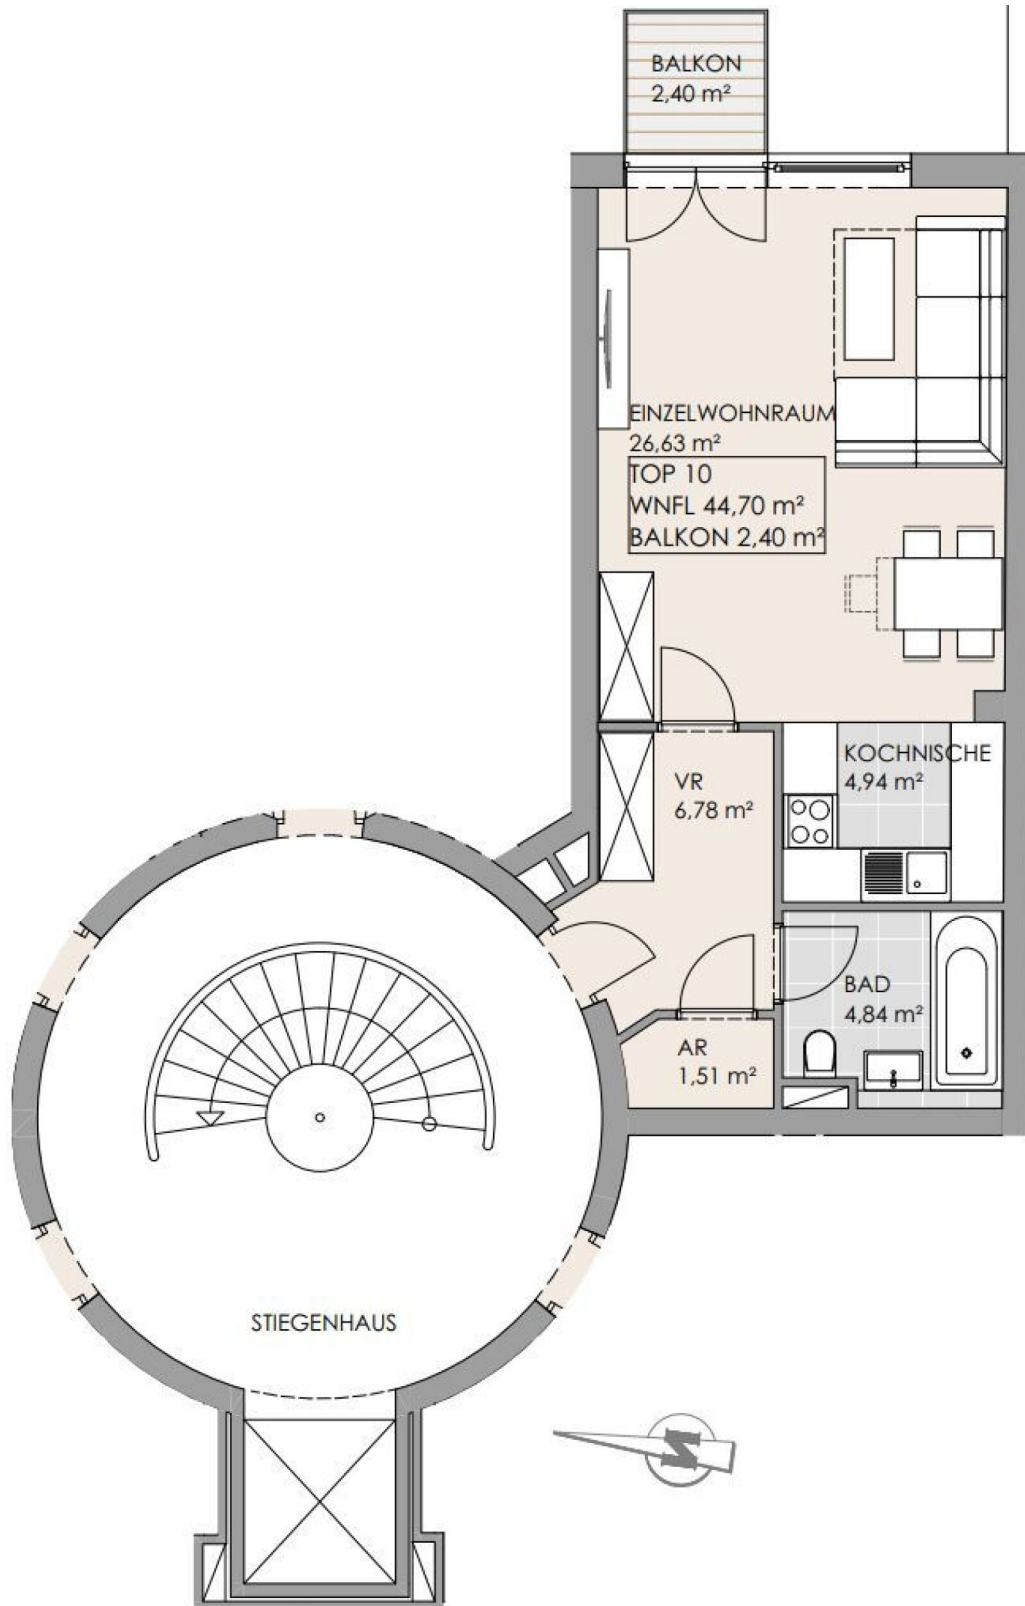 BALKON
2,40 m²
EINZELWOHNRAUM
26,63 m²
TOP 10
WNFL 44,70 m²
BALKON 2,40 m²
KOCHNISCHE
4,94 m²
VR
6,78 m²
BAD
4,84 m²
AR
1,51 m²
STIEGENHAUS
N